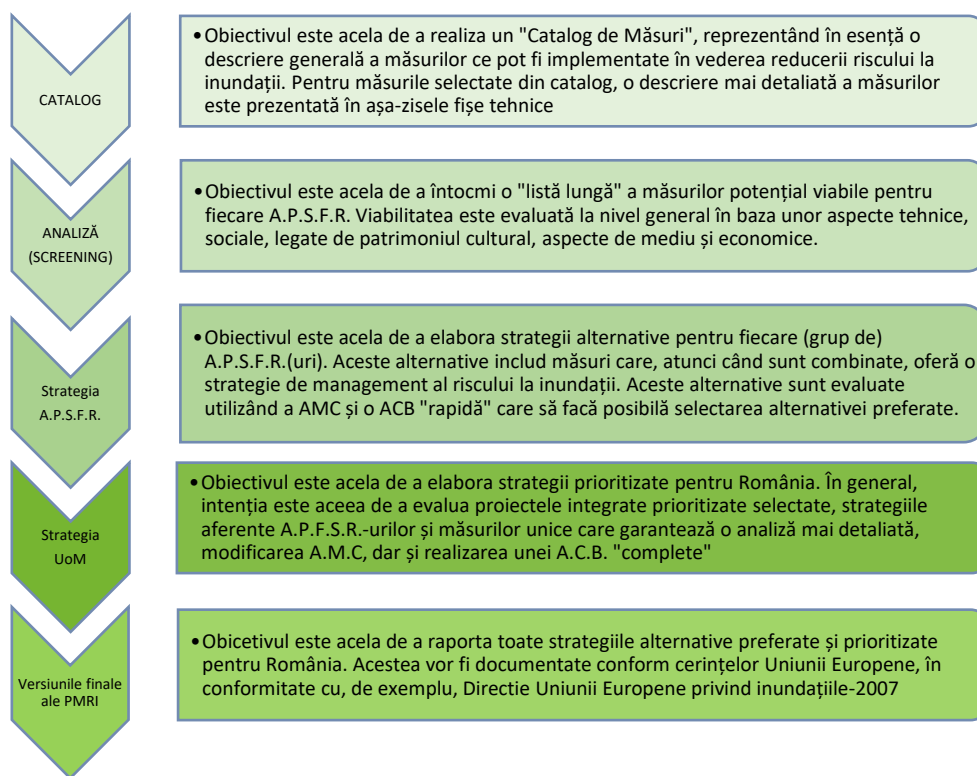 CATALOG
•Obiectivul este acela de a realiza un "Catalog de Măsuri", reprezentând în esență o
descriere generală a măsurilor ce pot fi implementate în vederea reducerii riscului la
inundații. Pentru măsurile selectate din catalog, o descriere mai detaliată a măsurilor
este prezentată în așa-zisele fișe tehnice
ANALIZĂ
(SCREENING)
•Obiectivul este acela de a întocmi o "listă lungă" a măsurilor potențial viabile pentru
fiecare A.P.S.F.R. Viabilitatea este evaluată la nivel general în baza unor aspecte tehnice,
sociale, legate de patrimoniul cultural, aspecte de mediu și economice.
Strategia
A.P.S.F.R.
•Obiectivul este acela de a elabora strategii alternative pentru fiecare (grup de)
A.P.S.F.R.(uri). Aceste alternative includ măsuri care, atunci când sunt combinate, oferă o
strategie de management al riscului la inundații. Aceste alternative sunt evaluate
utilizând a AMC și o ACB "rapidă" care să facă posibilă selectarea alternativei preferate.
Strategia
UoM
•Obiectivul este acela de a elabora strategii prioritizate pentru România. În general,
intenția este aceea de a evalua proiectele integrate prioritizate selectate, strategiile
aferente A.P.F.S.R.-urilor și măsurilor unice care garantează o analiză mai detaliată,
modificarea A.M.C, dar și realizarea unei A.C.B. "complete"
Versiunile finale
ale PMRI
•Obicetivul este acela de a raporta toate strategiile alternative preferate și prioritizate
pentru România. Acestea vor fi documentate conform cerințelor Uniunii Europene, în
conformitate cu, de exemplu, Directie Uniunii Europene privind inundațiile-2007